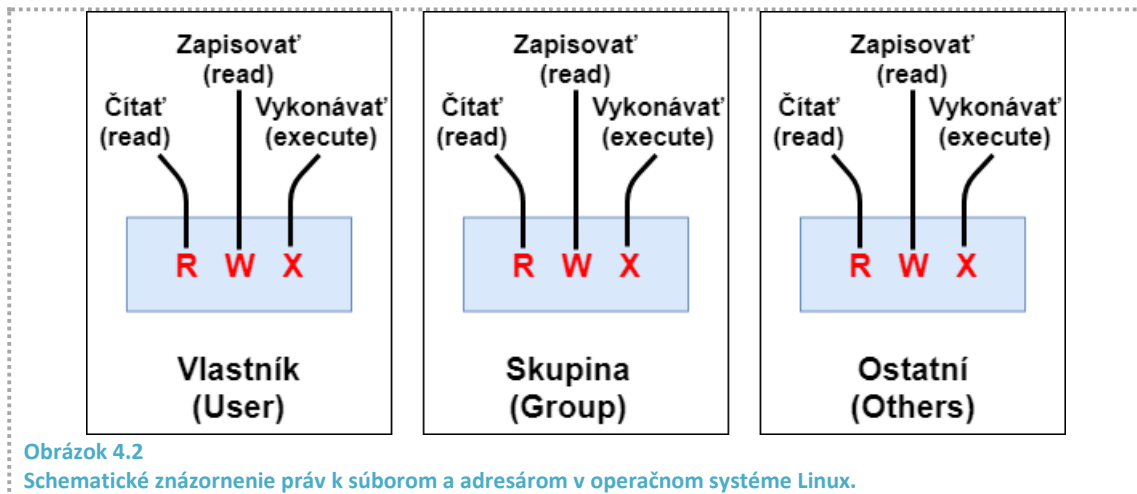 Zapisovať
(read)
Čítať
(read)
Vykonávať
(execute)
R W X
Vlastník
(User)
Zapisovať
(read)
Čítať
(read)
Vykonávať
(execute)
R W X
Skupina
(Group)
Zapisovať
(read)
Čítať
(read)
Vykonávať
(execute)
R W X
Ostatní
(Others)
Obrázok 4.2
Schematické znázornenie práv k súborom a adresárom v operačnom systéme Linux.